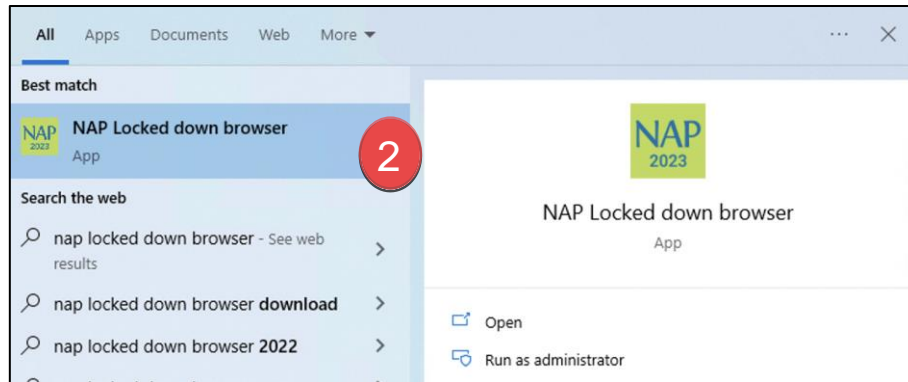 All Apps Documents Web More
Best match
NAP
2023
NAP Locked down browser
App
2
Search the web
nap locked down browser - See web
results
nap locked down browser download
nap locked down browser 2022
NAP
2023
NAP Locked down browser
App
Open
Run as administrator